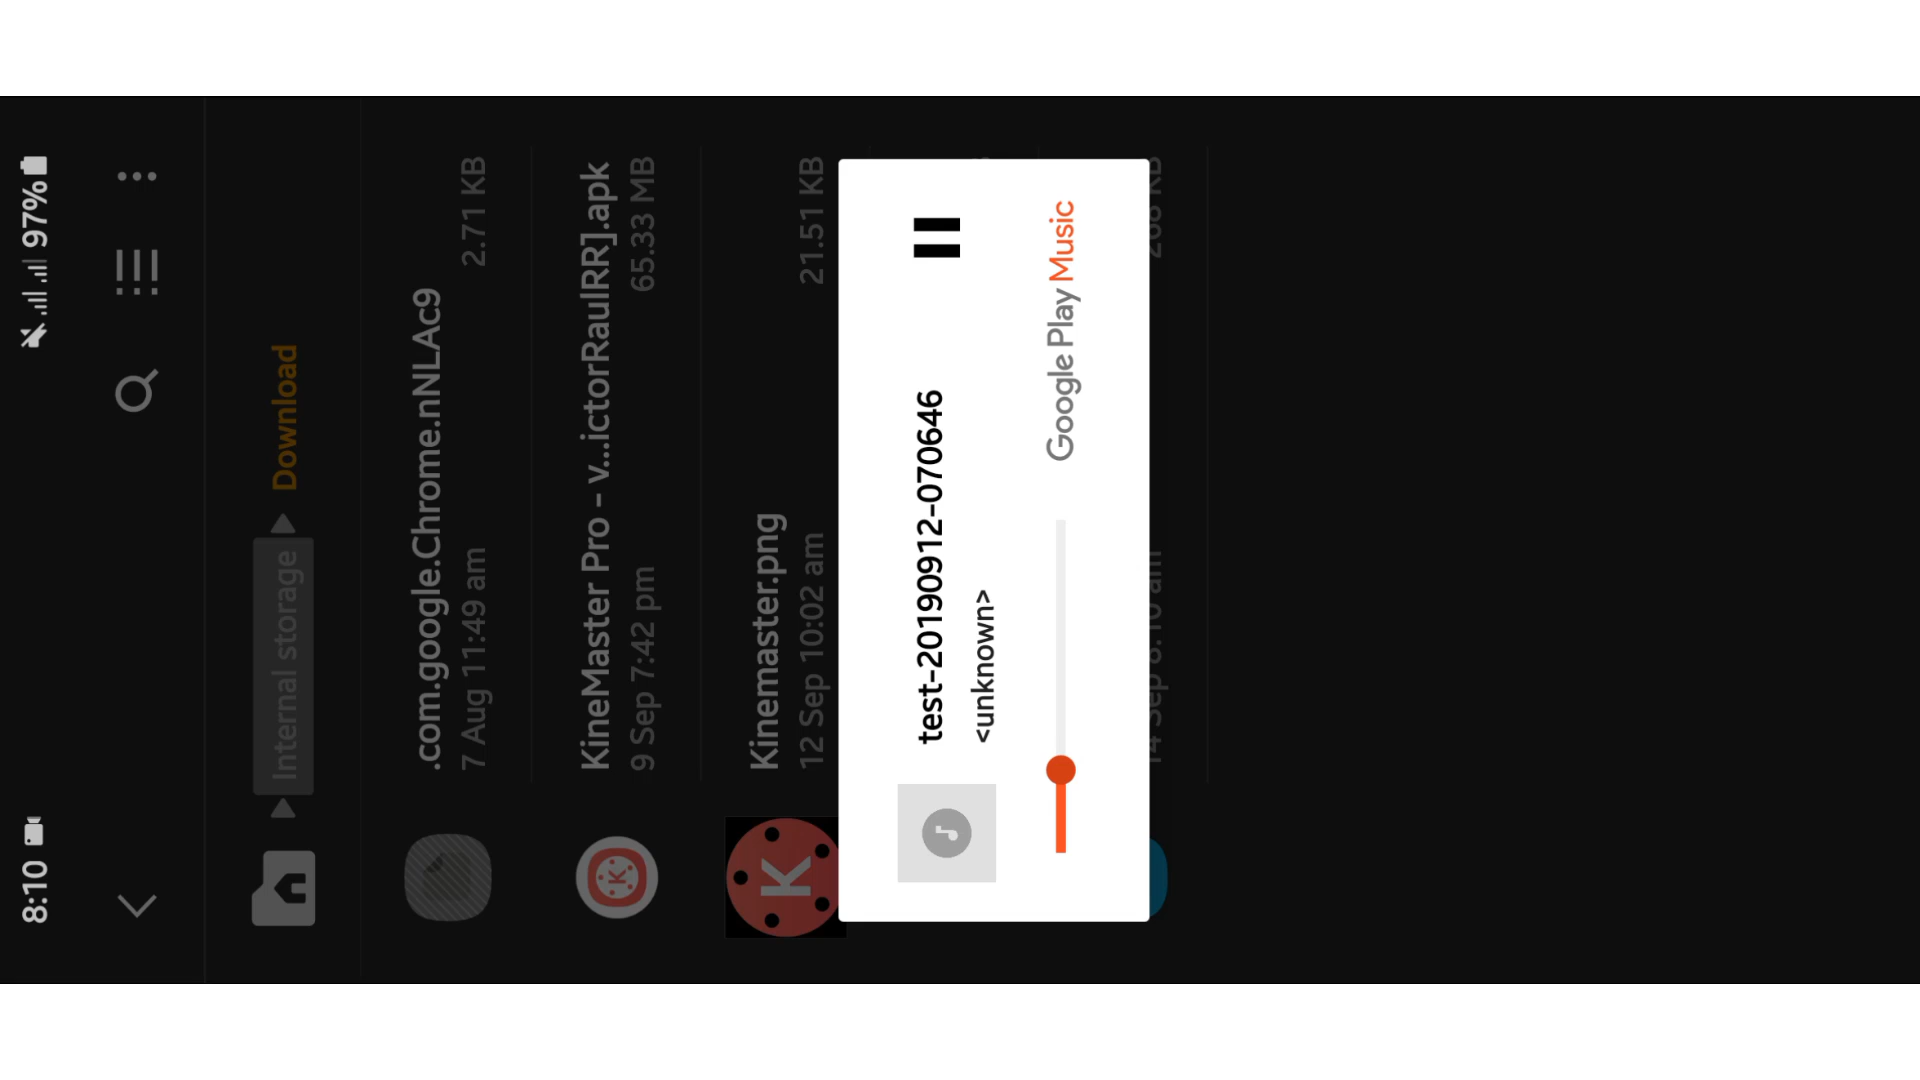 8:10
97%
Internal storage
Download
.com.google.Chrome.nNLAc9
7 Aug 11:49 am
2.71 KB
KineMaster Pro - v..ictorRaulRR].apk
9 Sep 7:42 pm
65.33 MB
K
Kinemaster.png
12 Sep 10:02 am
21.51 KB
K
test-20190912-070646
<unknown>
Google Play Music